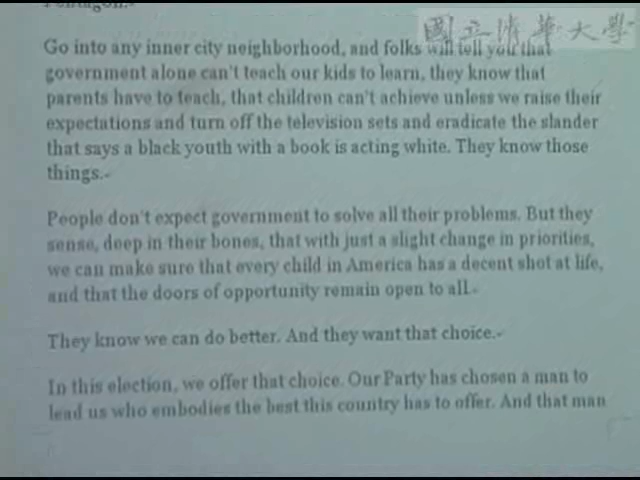 Pentagon.
國立清華大學
Go into any inner city neighborhood, and folks will tell you that
government alone can't teach our kids to learn, they know that
parents have to teach, that children can't achieve unless we raise their
expectations and turn off the television sets and eradicate the slander
that says a black youth with a book is acting white. They know those
things.
People don't expect government to solve all their problems. But they
sense, deep in their bones, that with just a slight change in priorities,
we can make sure that every child in America has a decent shot at life,
and that the doors of opportunity remain open to all.
They know we can do better. And they want that choice.
In this election, we offer that choice. Our Party has chosen a man to
lead us who embodies the best this country has to offer. And that man